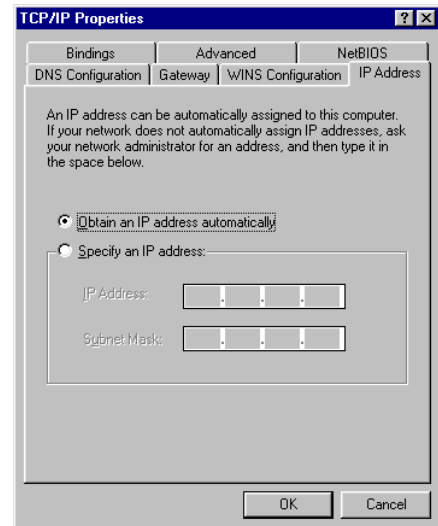 TCP/IP Properties
Bindings
Advanced
NetBIOS
DNS Configuration
Gateway
WINS Configuration
IP Address
An IP address can be automatically assigned to this computer.
If your network does not automatically assign IP addresses, ask
your network administrator for an address, and then type it in
the space below.
Obtain an IP address automatically
Specify an IP address:
IP Address:
Subnet Mask:
OK
Cancel